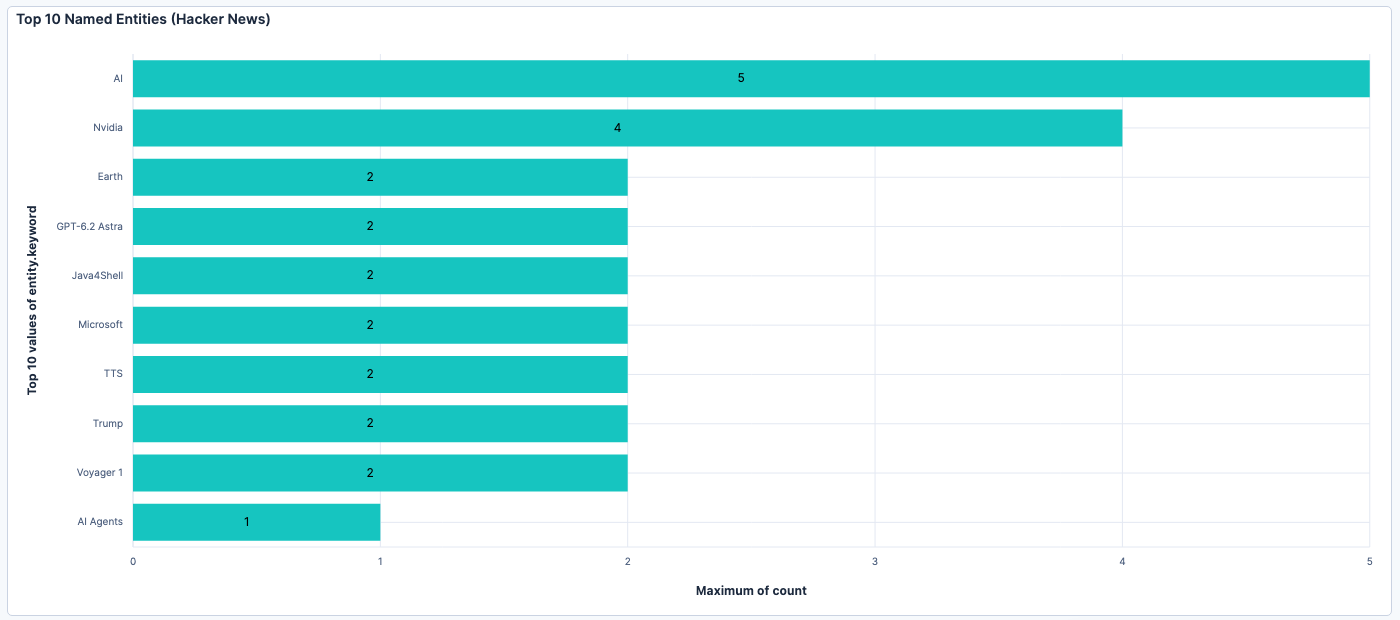 Top 10 Named Entities (Hacker News)
Top 10 values of entity.keyword
AI 5
Nvidia 4
Earth 2
GPT-6.2 Astra 2
Java4Shell 2
Microsoft 2
TTS 2
Trump 2
Voyager 1 2
AI Agents 1
0 1 2 3 4 5
Maximum of count